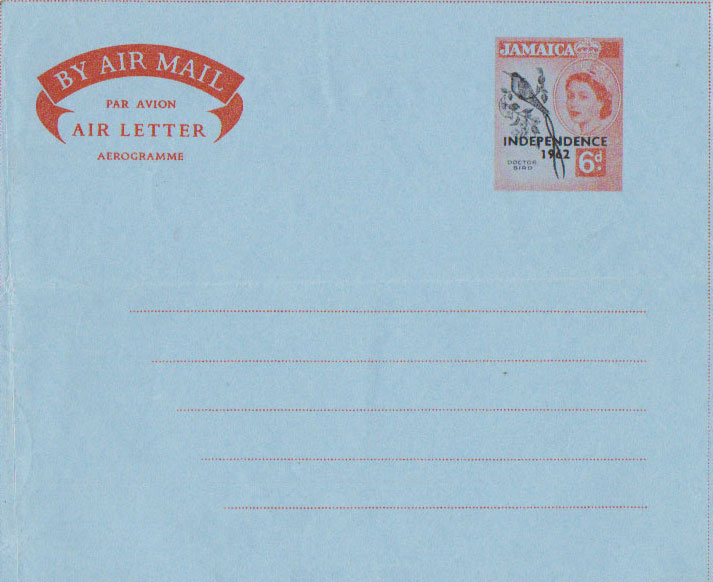 BY AIR MAIL
PAR AVION
AIR LETTER
AEROGRAMME
JAMAICA
INDEPENDENCE
1962
DOCTOR
BIRD
6d.